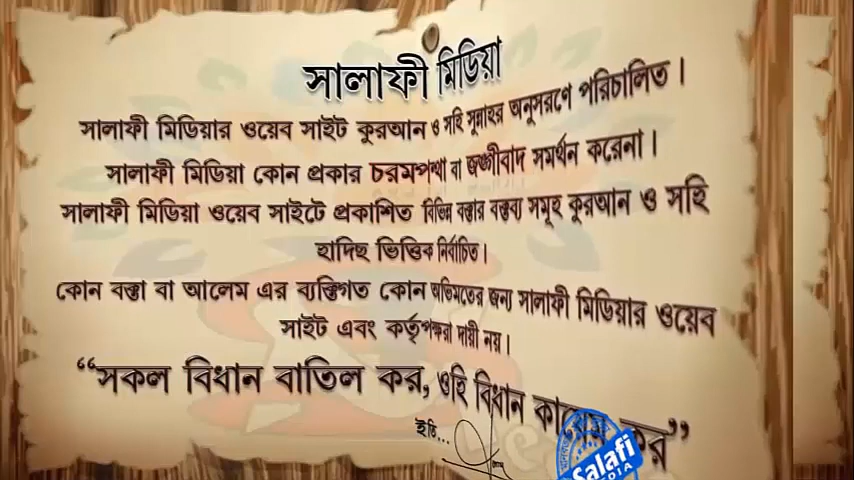 সালাফী মিডিয়া
সালাফী মিডিয়ার ওয়েব সাইট কুরআন ও সহি সুন্নাহর অনুসরণে পরিচালিত ।
সালাফী মিডিয়া কোন প্রকার চরমপন্থা বা জঙ্গীবাদ সমর্থন করেনা ।
সালাফী মিডিয়া ওয়েব সাইটে প্রকাশিত বিভিন্ন বক্তার বক্তব্য সমূহ কুরআন ও সহি
হাদিছ ভিত্তিক নির্বাচিত।
কোন বক্তা বা আলেম এর ব্যক্তিগত কোন অভিমতের জন্য সালাফী মিডিয়ার ওয়েব
সাইট এবং কর্তৃপক্ষরা দায়ী নয়।
“সকল বিধান বাতিল কর, ওহি বিধান কায়েম কর”
ইতি...
Salafi